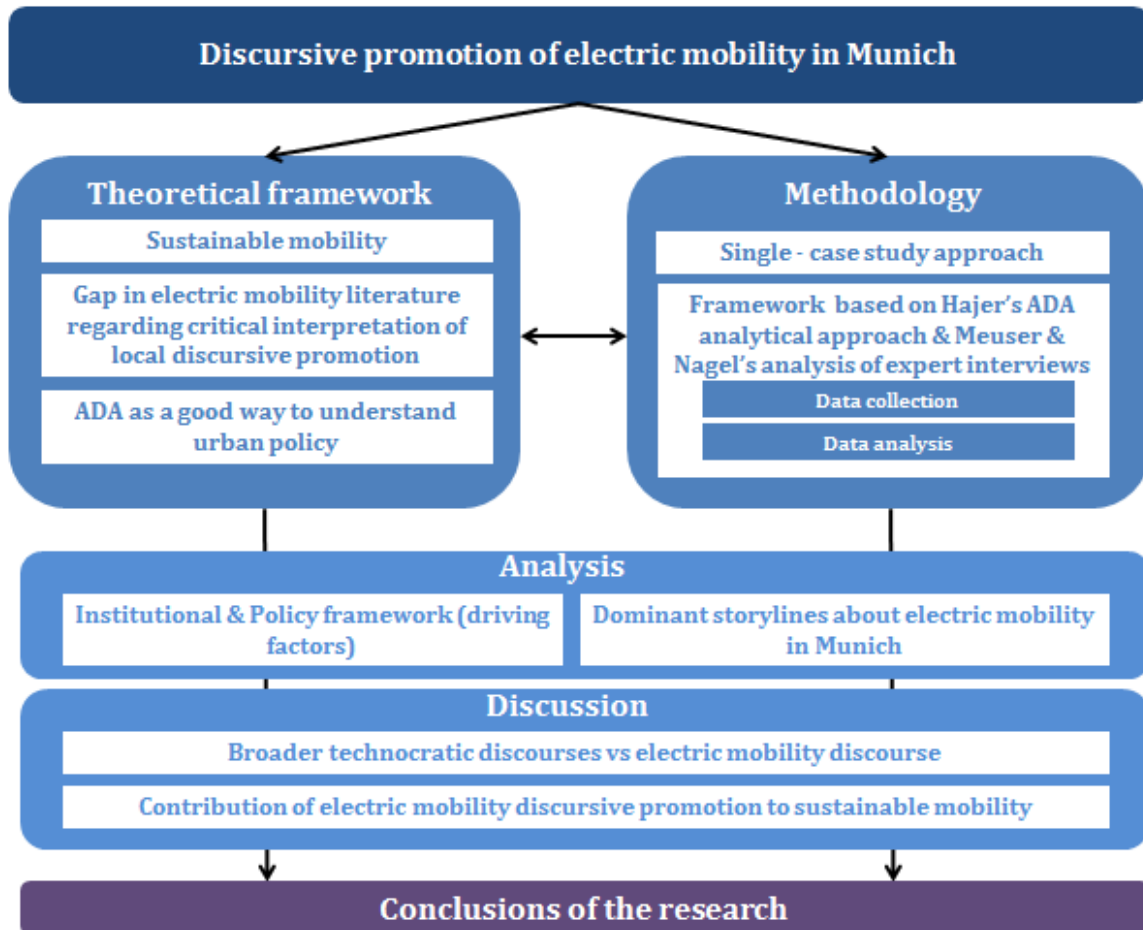 Discursive promotion of electric mobility in Munich
Theoretical framework
Sustainable mobility
Gap in electric mobility literature
regarding critical interpretation of
local discursive promotion
ADA as a good way to understand
urban policy
Methodology
Single - case study approach
Framework based on Hajer's ADA
analytical approach & Meuser &
Nagel's analysis of expert interviews
Data collection
Data analysis
Analysis
Institutional & Policy framework (driving
factors)
Dominant storylines about electric mobility
in Munich
Discussion
Broader technocratic discourses vs electric mobility discourse
Contribution of electric mobility discursive promotion to sustainable mobility
Conclusions of the research